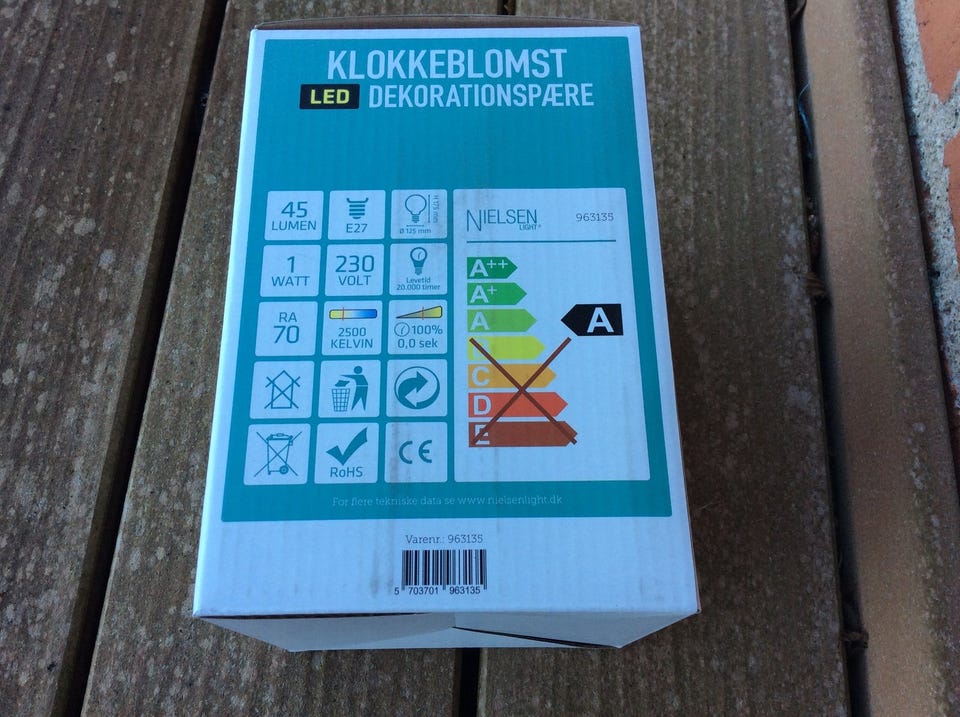 KLOKKEBLOMST
LED DEKORATIONSPÆRE
45
LUMEN
E27
H 175 mm
Ø 125 mm
1
WATT
230
VOLT
Levetid
20.000 timer
RA
70
2500
KELVIN
100%
0,0 sek
RoHS
CE
NIELSEN
LIGHT®
963135
A++
A+
A
A
C
D
E
For flere tekniske data se www.nielsenlight.dk
Varenr.: 963135
5 703701 963135